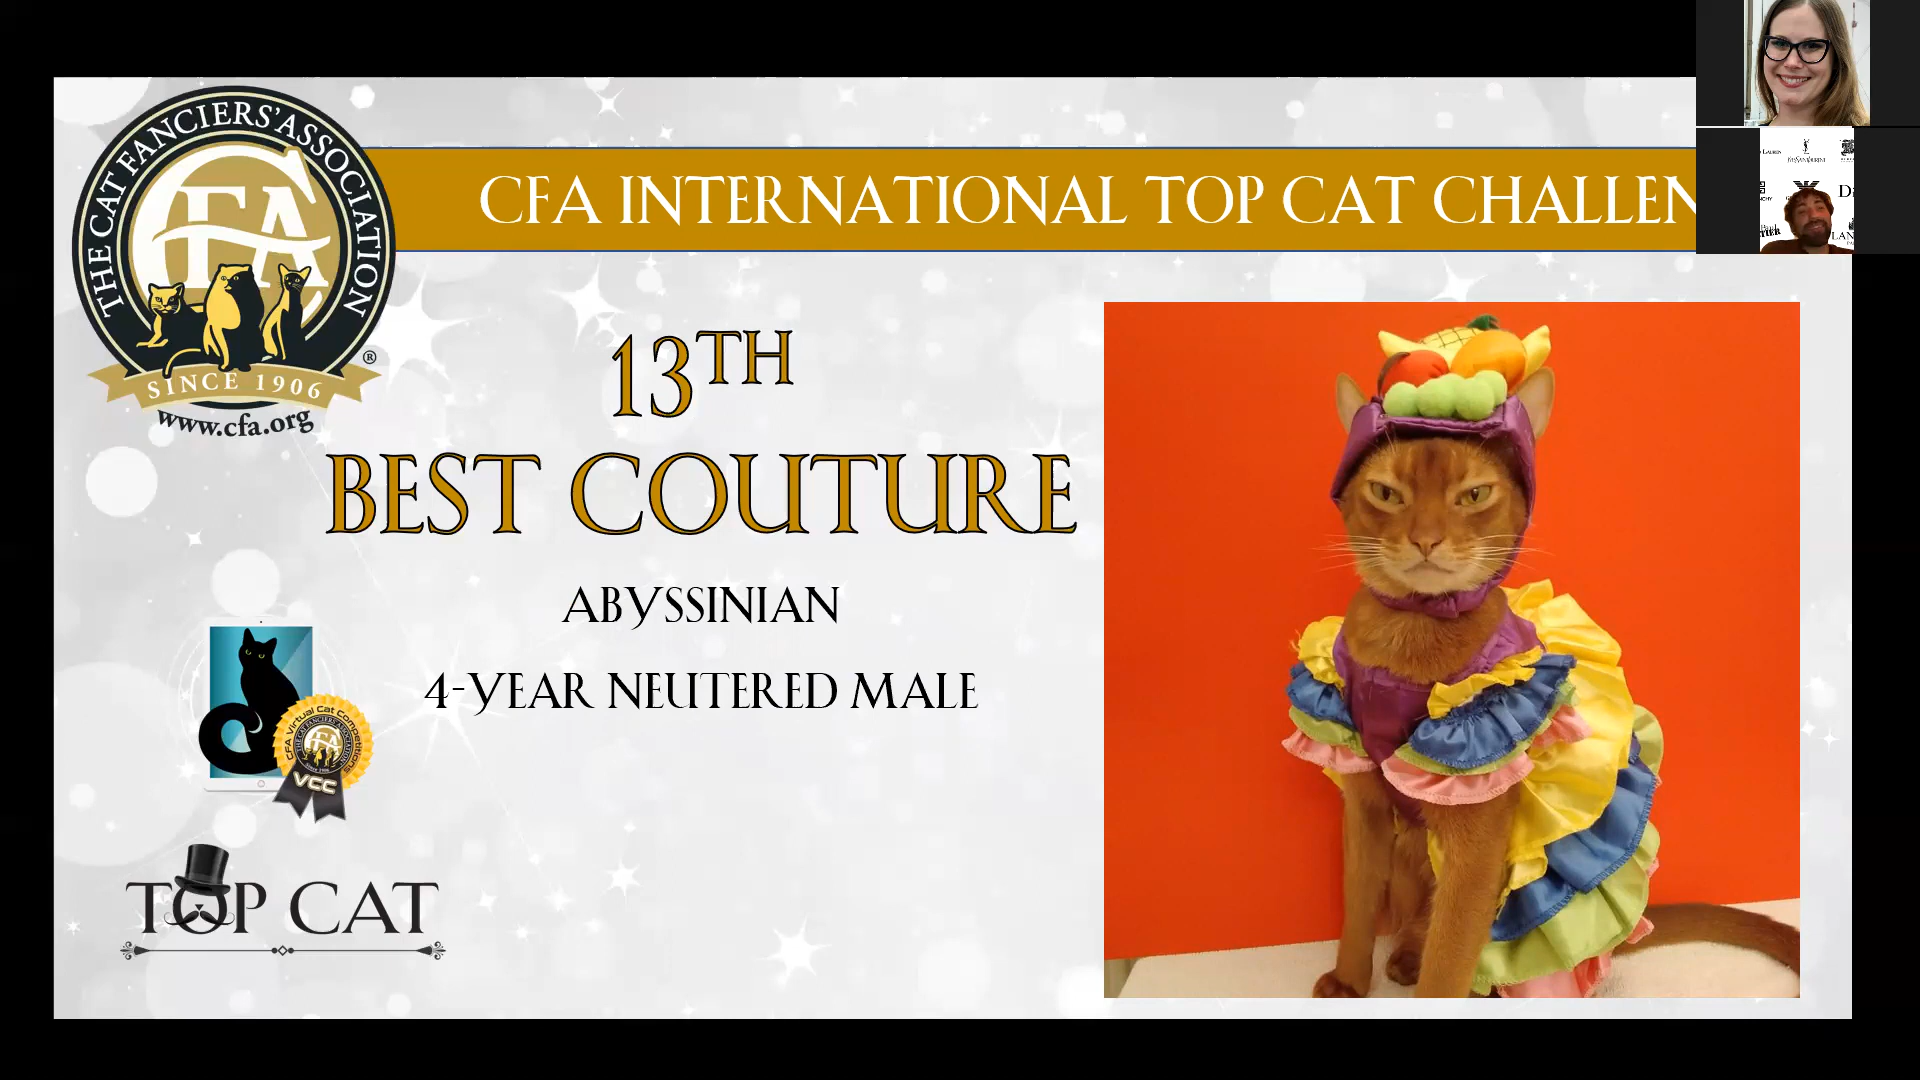 THE CAT FANCIERS' ASSOCIATION
CFA
®
SINCE 1906
www.cfa.org
CFA INTERNATIONAL TOP CAT CHALLEN
13TH
BEST COUTURE
ABYSSINIAN
4-YEAR NEUTERED MALE
CFA Virtual Cat Competitions
CFA
VCC
TOP CAT